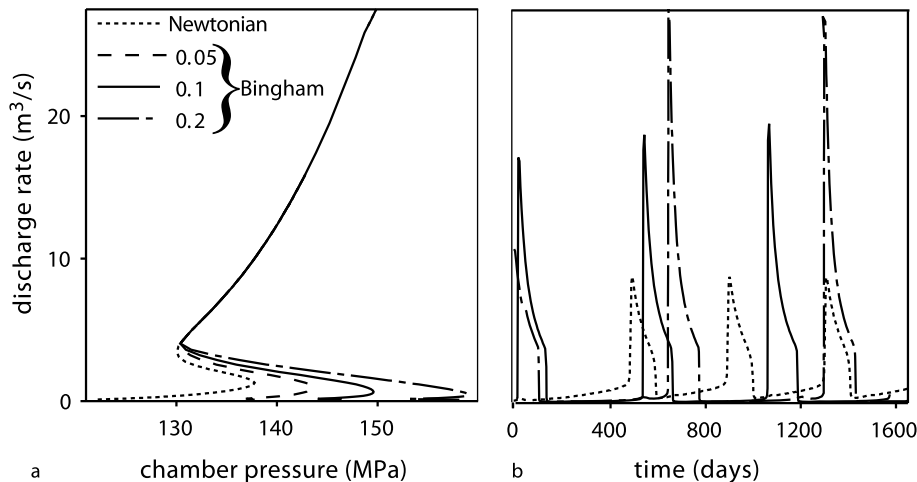 Newtonian
0.05
0.1
0.2
Bingham
discharge rate (m³/s)
20
10
0
130 140 150
a
chamber pressure (MPa)
0 400 800 1200 1600
b
time (days)